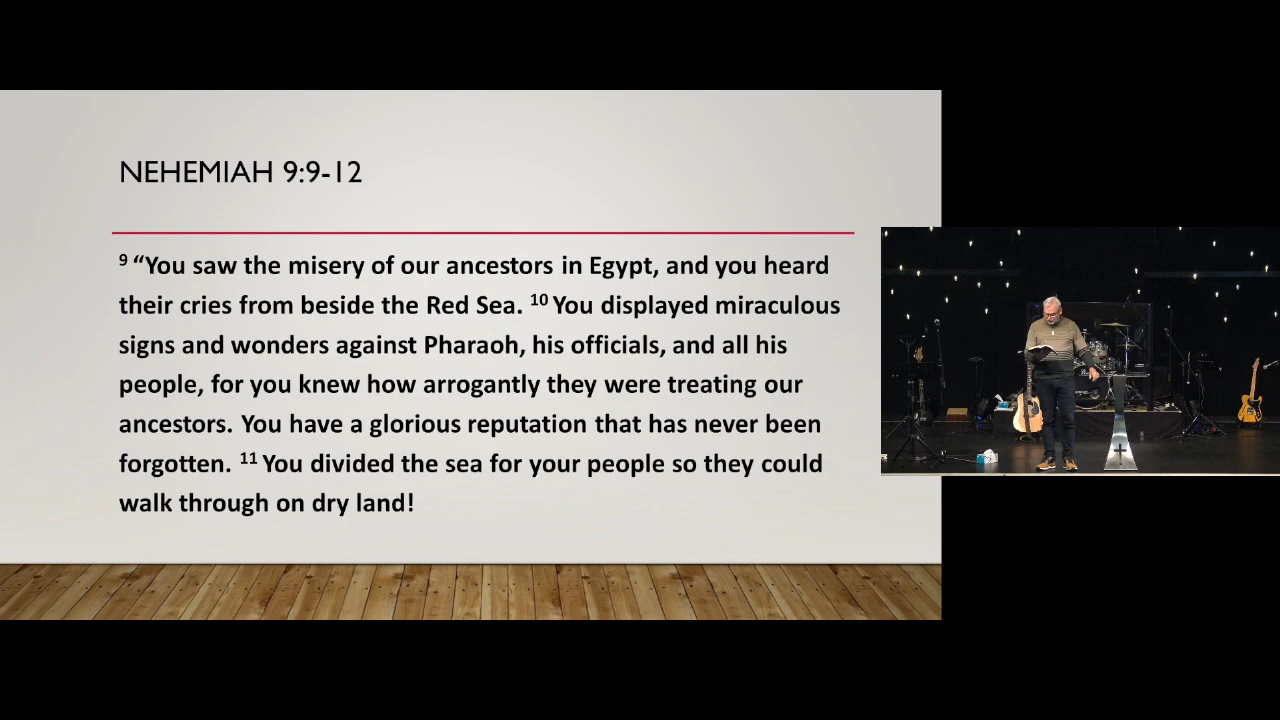 NEHEMIAH 9:9-12
9 “You saw the misery of our ancestors in Egypt, and you heard
their cries from beside the Red Sea. 10 You displayed miraculous
signs and wonders against Pharaoh, his officials, and all his
people, for you knew how arrogantly they were treating our
ancestors. You have a glorious reputation that has never been
forgotten. 11 You divided the sea for your people so they could
walk through on dry land!